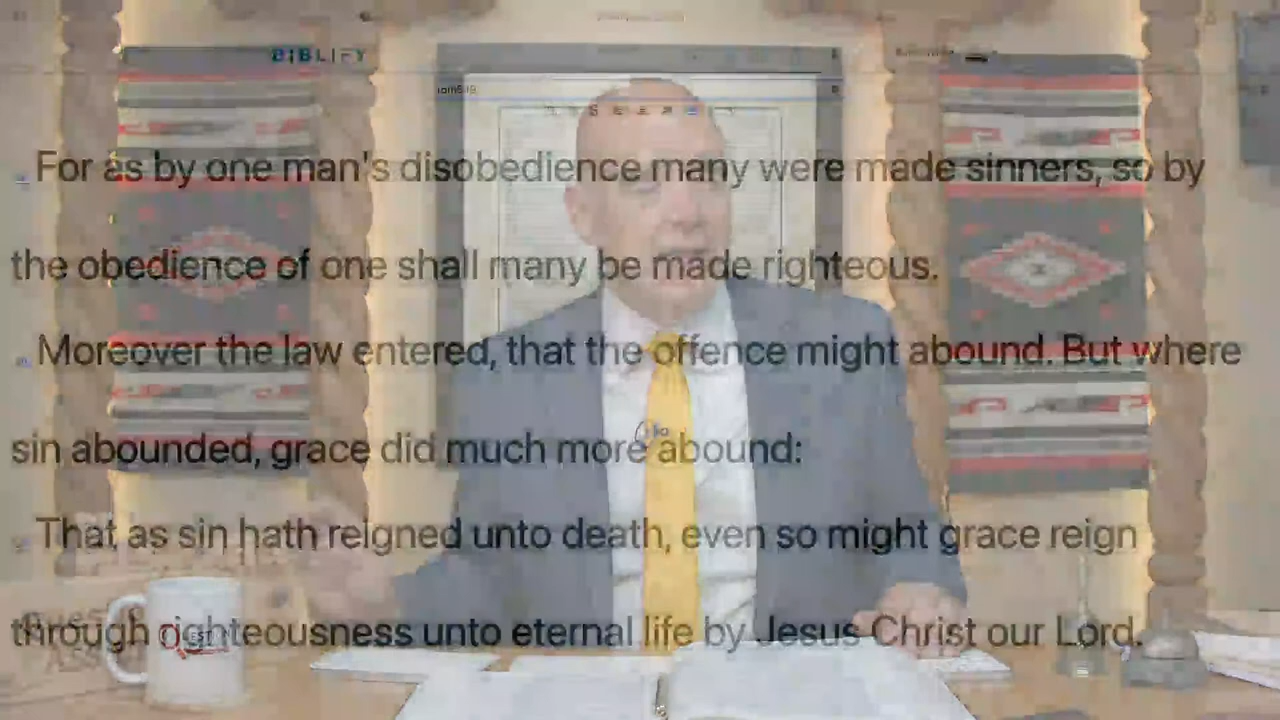 BIBLIFY
For as by one man's disobedience many were made sinners, so by
the obedience of one shall many be made righteous.
Moreover the law entered, that the offence might abound. But where
sin abounded, grace did much more abound:
That as sin hath reigned unto death, even so might grace reign
through righteousness unto eternal life by Jesus Christ our Lord.